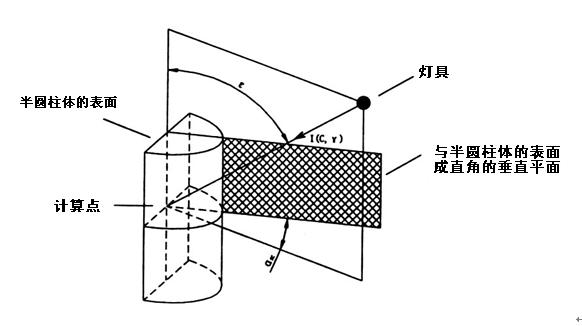 灯具
半圆柱体的表面
ε
I(C, γ)
与半圆柱体的表面
成直角的垂直平面
计算点